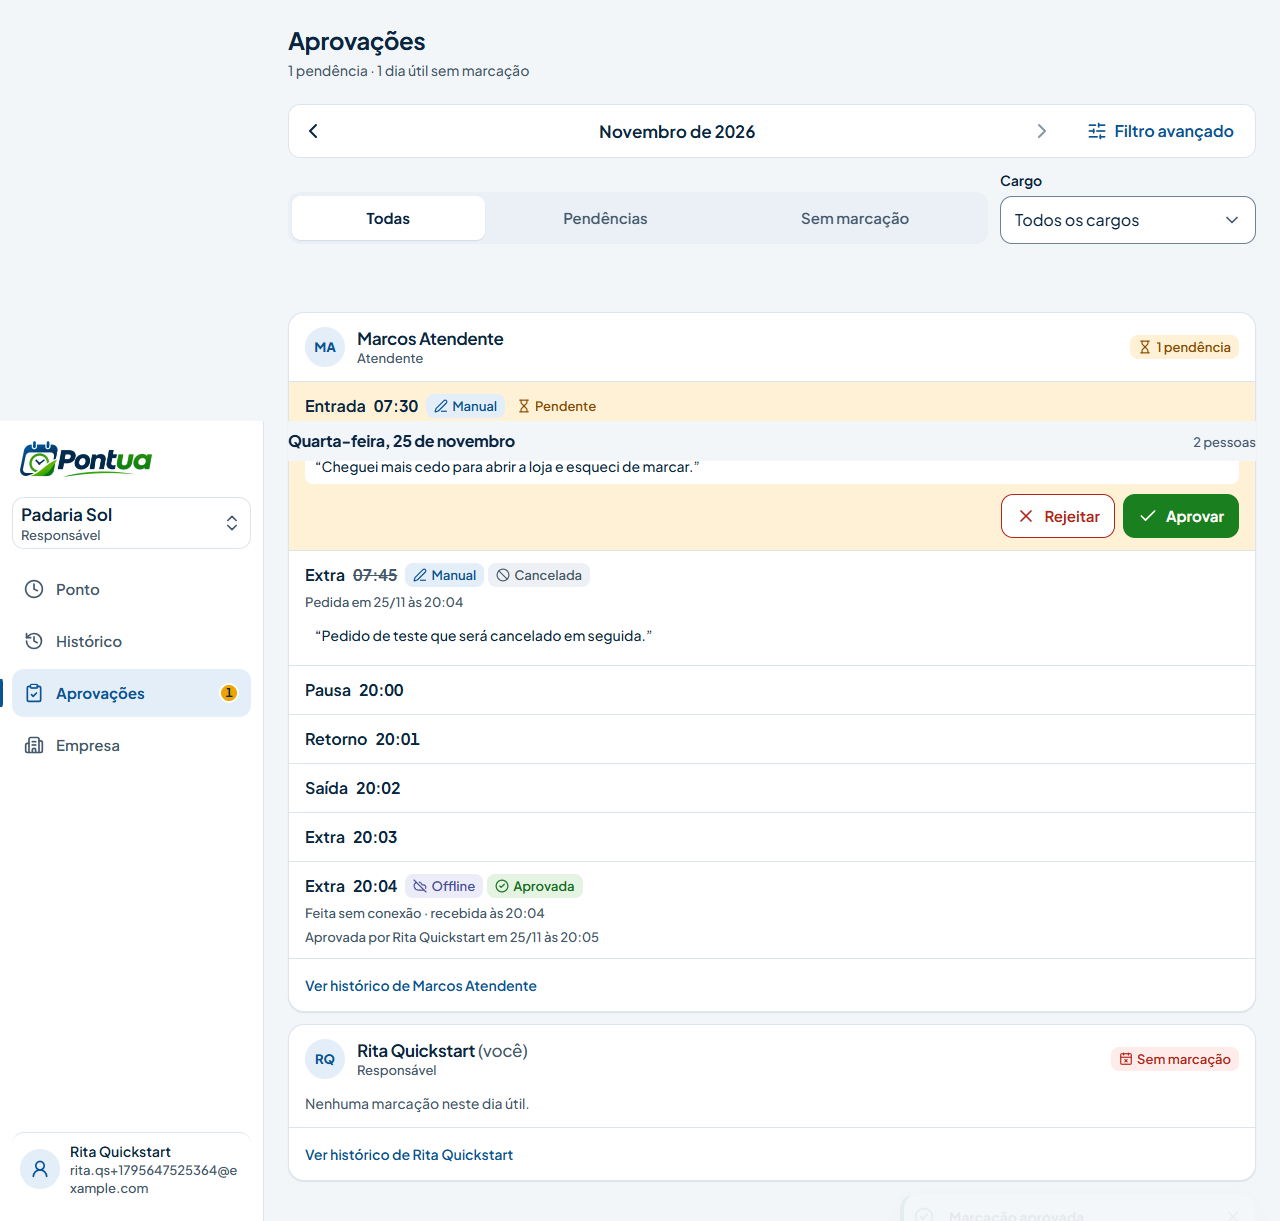 Aprovações
1 pendência · 1 dia útil sem marcação
Novembro de 2026
Filtro avançado
Cargo
Todas
Pendências
Sem marcação
Todos os cargos
MA
Marcos Atendente
Atendente
1 pendência
Entrada 07:30
Manual
Pendente
Quarta-feira, 25 de novembro
2 pessoas
“Cheguei mais cedo para abrir a loja e esqueci de marcar.”
Rejeitar
Aprovar
Extra 07:45
Manual
Cancelada
Pedida em 25/11 às 20:04
“Pedido de teste que será cancelado em seguida.”
Pausa 20:00
Retorno 20:01
Saída 20:02
Extra 20:03
Extra 20:04
Offline
Aprovada
Feita sem conexão · recebida às 20:04
Aprovada por Rita Quickstart em 25/11 às 20:05
Ver histórico de Marcos Atendente
RQ
Rita Quickstart (você)
Responsável
Sem marcação
Nenhuma marcação neste dia útil.
Ver histórico de Rita Quickstart
Marcação aprovada
Pontua
Padaria Sol
Responsável
Ponto
Histórico
Aprovações
1
Empresa
Rita Quickstart
rita.qs+1795647525364@e
xample.com